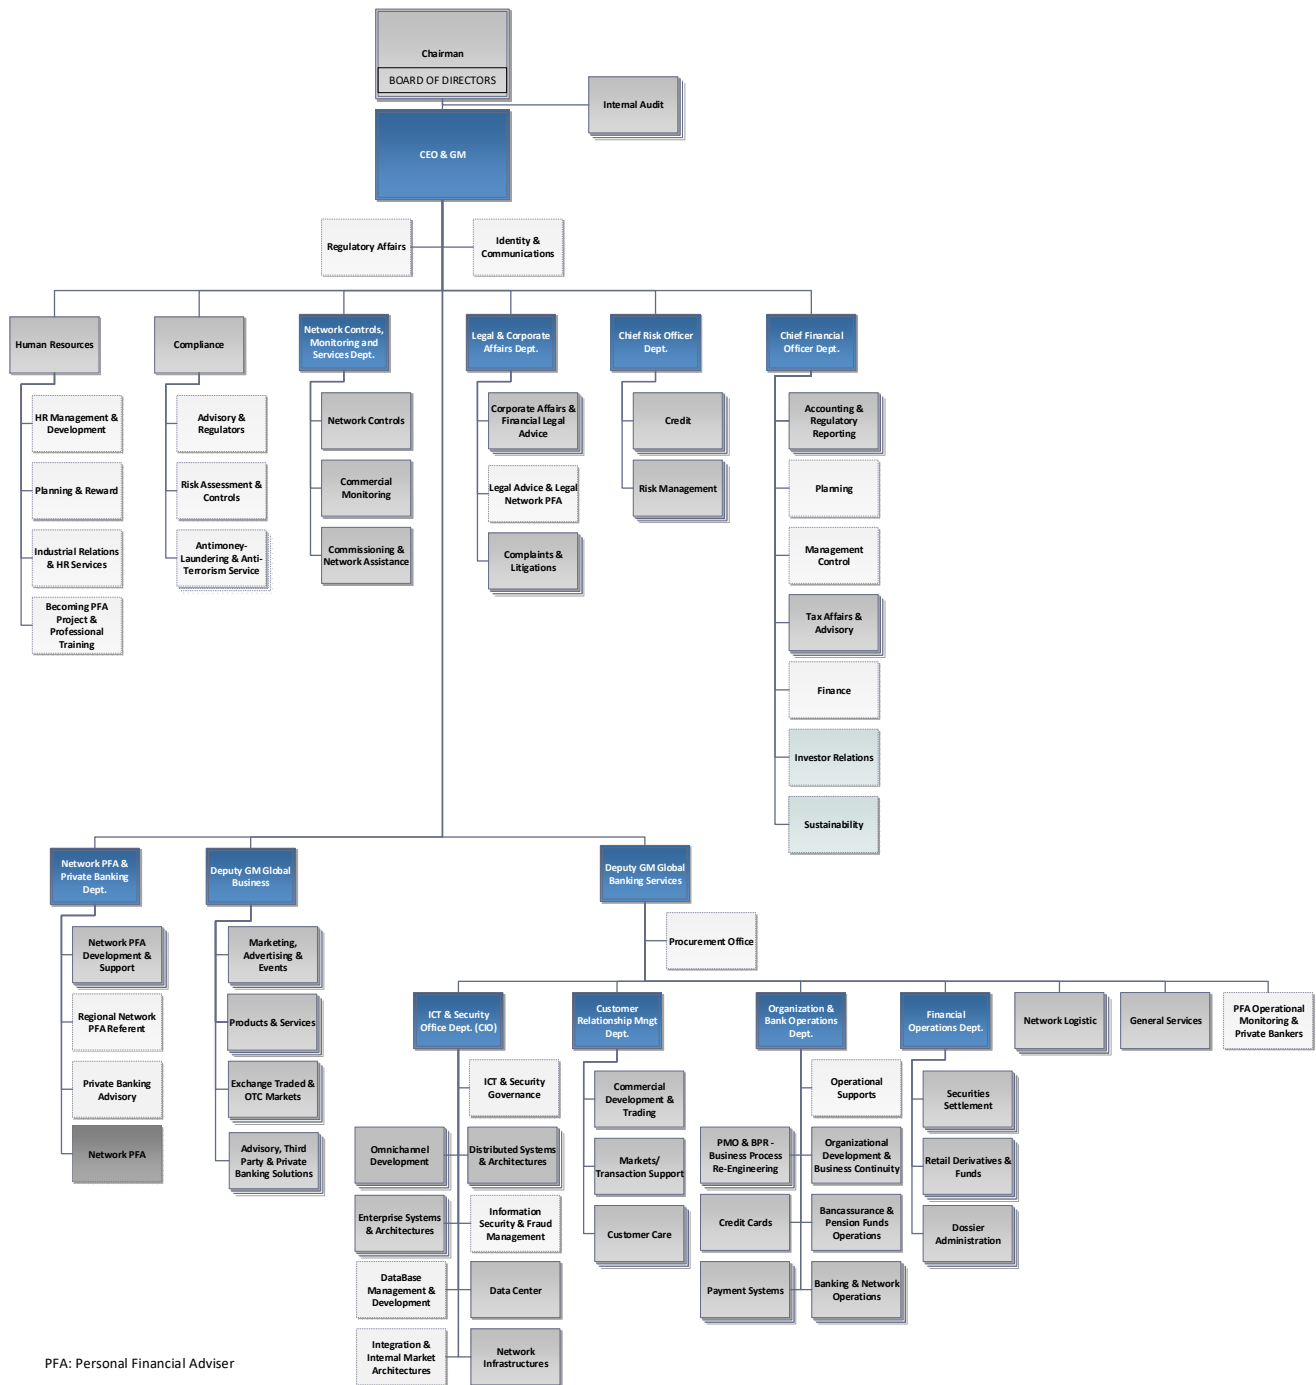 Chairman
BOARD OF DIRECTORS
Internal Audit
CEO & GM
Regulatory Affairs
Identity &
Communications
Human Resources
Compliance
Network Controls,
Monitoring and
Services Dept.
Legal & Corporate
Affairs Dept.
Chief Risk Officer
Dept.
Chief Financial
Officer Dept.
HR Management &
Development
Planning & Reward
Industrial Relations
& HR Services
Becoming PFA
Project &
Professional
Training
Advisory &
Regulators
Risk Assessment &
Controls
Antimoney-
Laundering & Anti-
Terrorism Service
Network Controls
Commercial
Monitoring
Commissioning &
Network Assistance
Corporate Affairs &
Financial Legal
Advice
Legal Advice & Legal
Network PFA
Complaints &
Litigations
Credit
Risk Management
Accounting &
Regulatory
Reporting
Planning
Management
Control
Tax Affairs &
Advisory
Finance
Investor Relations
Sustainability
Network PFA &
Private Banking
Dept.
Deputy GM Global
Business
Deputy GM Global
Banking Services
Network PFA
Development &
Support
Regional Network
PFA Referent
Private Banking
Advisory
Network PFA
Marketing,
Advertising &
Events
Products & Services
Exchange Traded &
OTC Markets
Advisory, Third
Party & Private
Banking Solutions
Procurement Office
ICT & Security
Office Dept. (CIO)
Customer
Relationship Mngt
Dept.
Organization &
Bank Operations
Dept.
Financial
Operations Dept.
Network Logistic
General Services
PFA Operational
Monitoring &
Private Bankers
ICT & Security
Governance
Omnichannel
Development
Distributed Systems
& Architectures
Enterprise Systems
& Architectures
Information
Security & Fraud
Management
DataBase
Management &
Development
Data Center
Integration &
Internal Market
Architectures
Network
Infrastructures
Commercial
Development &
Trading
Markets/
Transaction Support
Customer Care
Operational
Supports
PMO & BPR -
Business Process
Re-Engineering
Organizational
Development &
Business Continuity
Credit Cards
Bancassurance &
Pension Funds
Operations
Payment Systems
Banking & Network
Operations
Securities
Settlement
Retail Derivatives &
Funds
Dossier
Administration
PFA: Personal Financial Adviser